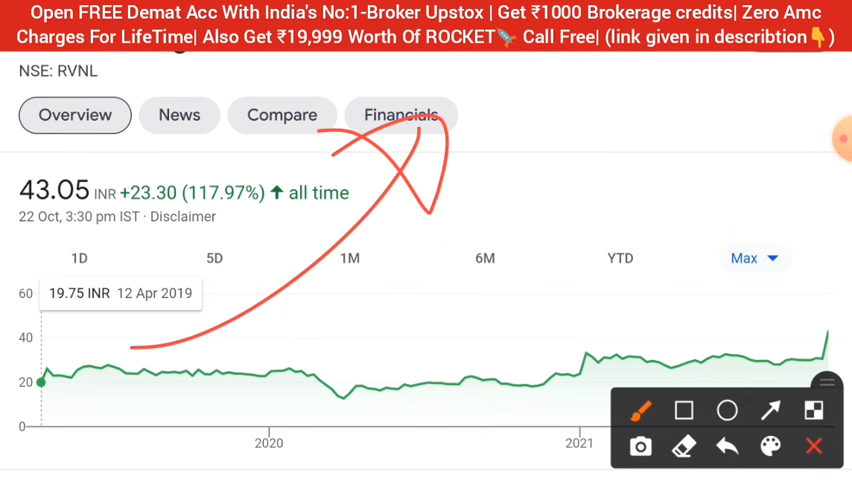 Open FREE Demat Acc With India's No:1-Broker Upstox | Get ₹1000 Brokerage credits| Zero Amc
Charges For LifeTime| Also Get ₹19,999 Worth Of ROCKET🚀 Call Free| (link given in describtion👇)
NSE: RVNL
Overview News Compare Financials
43.05 INR +23.30 (117.97%) ↑ all time
22 Oct, 3:30 pm IST · Disclaimer
1D 5D 1M 6M YTD Max
60
19.75 INR 12 Apr 2019
40
20
0
2020 2021